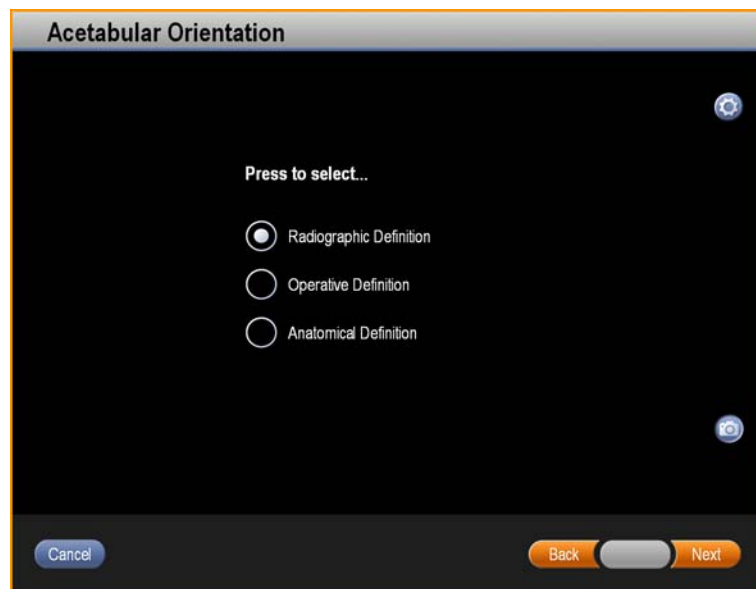 Acetabular Orientation
Press to select...
Radiographic Definition
Operative Definition
Anatomical Definition
Cancel
Back
Next